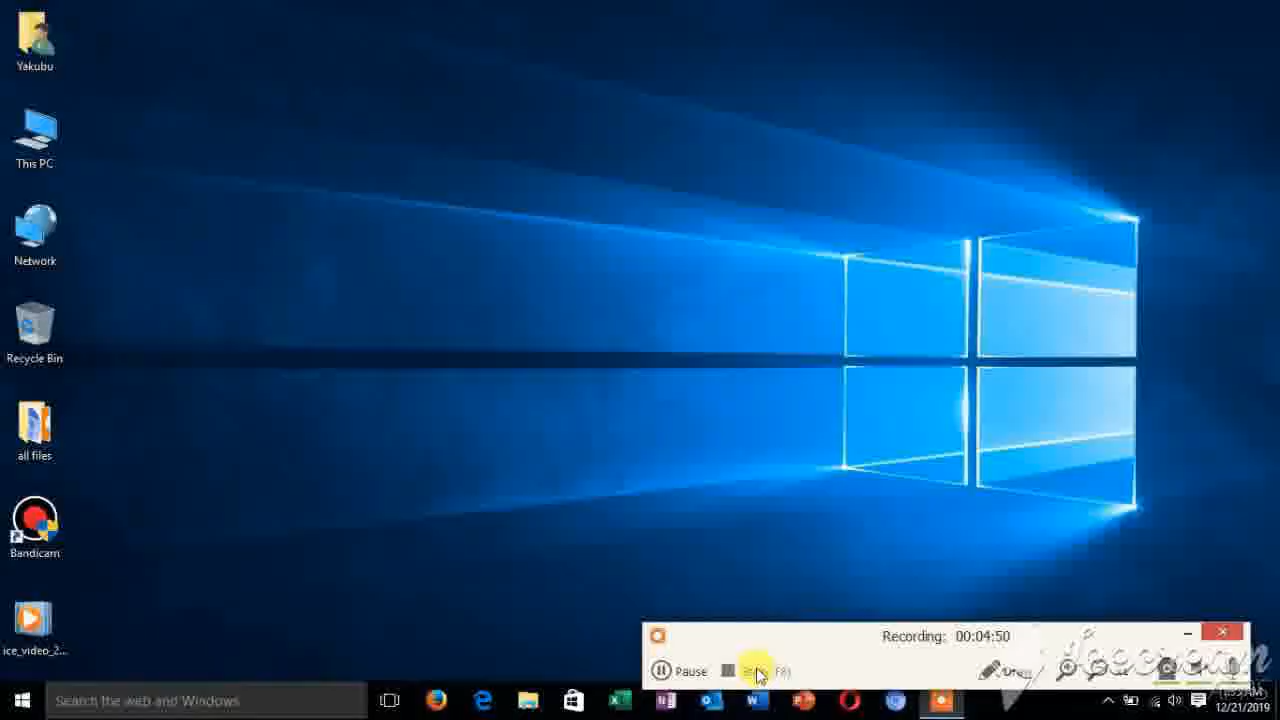 Yakubu
This PC
Network
Recycle Bin
all files
Bandicam
ice_video_2...
Recording: 00:04:50
Pause
F8)
Search the web and Windows
12/21/2019